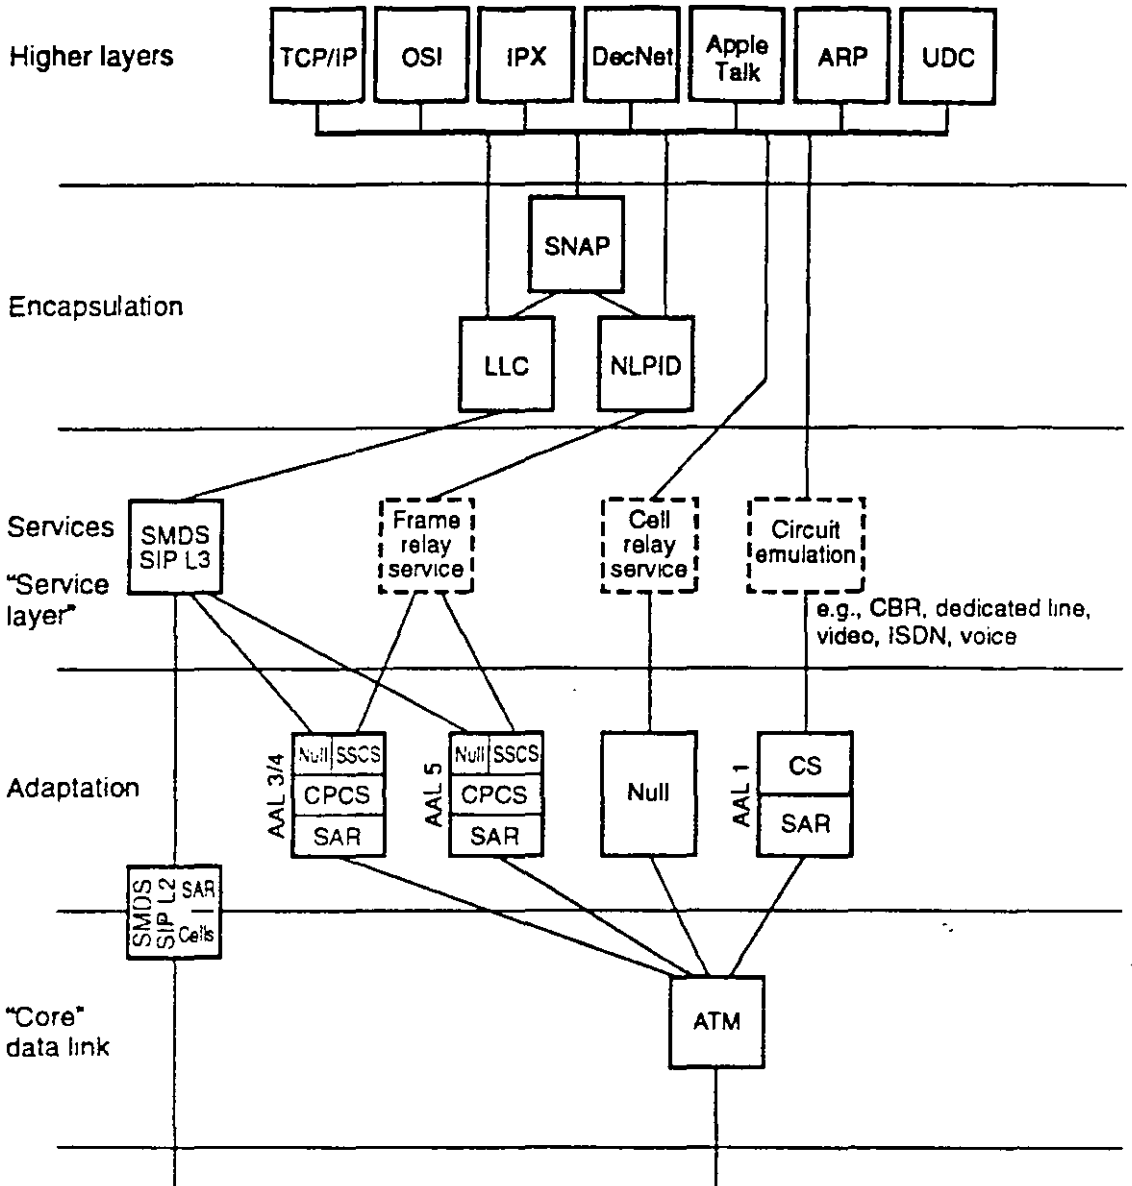 Higher layers
TCP/IP
OSI
IPX
DecNet
Apple
Talk
ARP
UDC
SNAP
Encapsulation
LLC
NLPID
Services
"Service
layer"
SMDS
SIP L3
Frame
relay
service
Cell
relay
service
Circuit
emulation
e.g., CBR, dedicated line,
video, ISDN, voice
Adaptation
AAL 3/4
Null SSCS
CPCS
SAR
AAL 5
Null SSCS
CPCS
SAR
Null
AAL 1
CS
SAR
SMDS
SIP L2
SAR
Cells
"Core"
data link
ATM